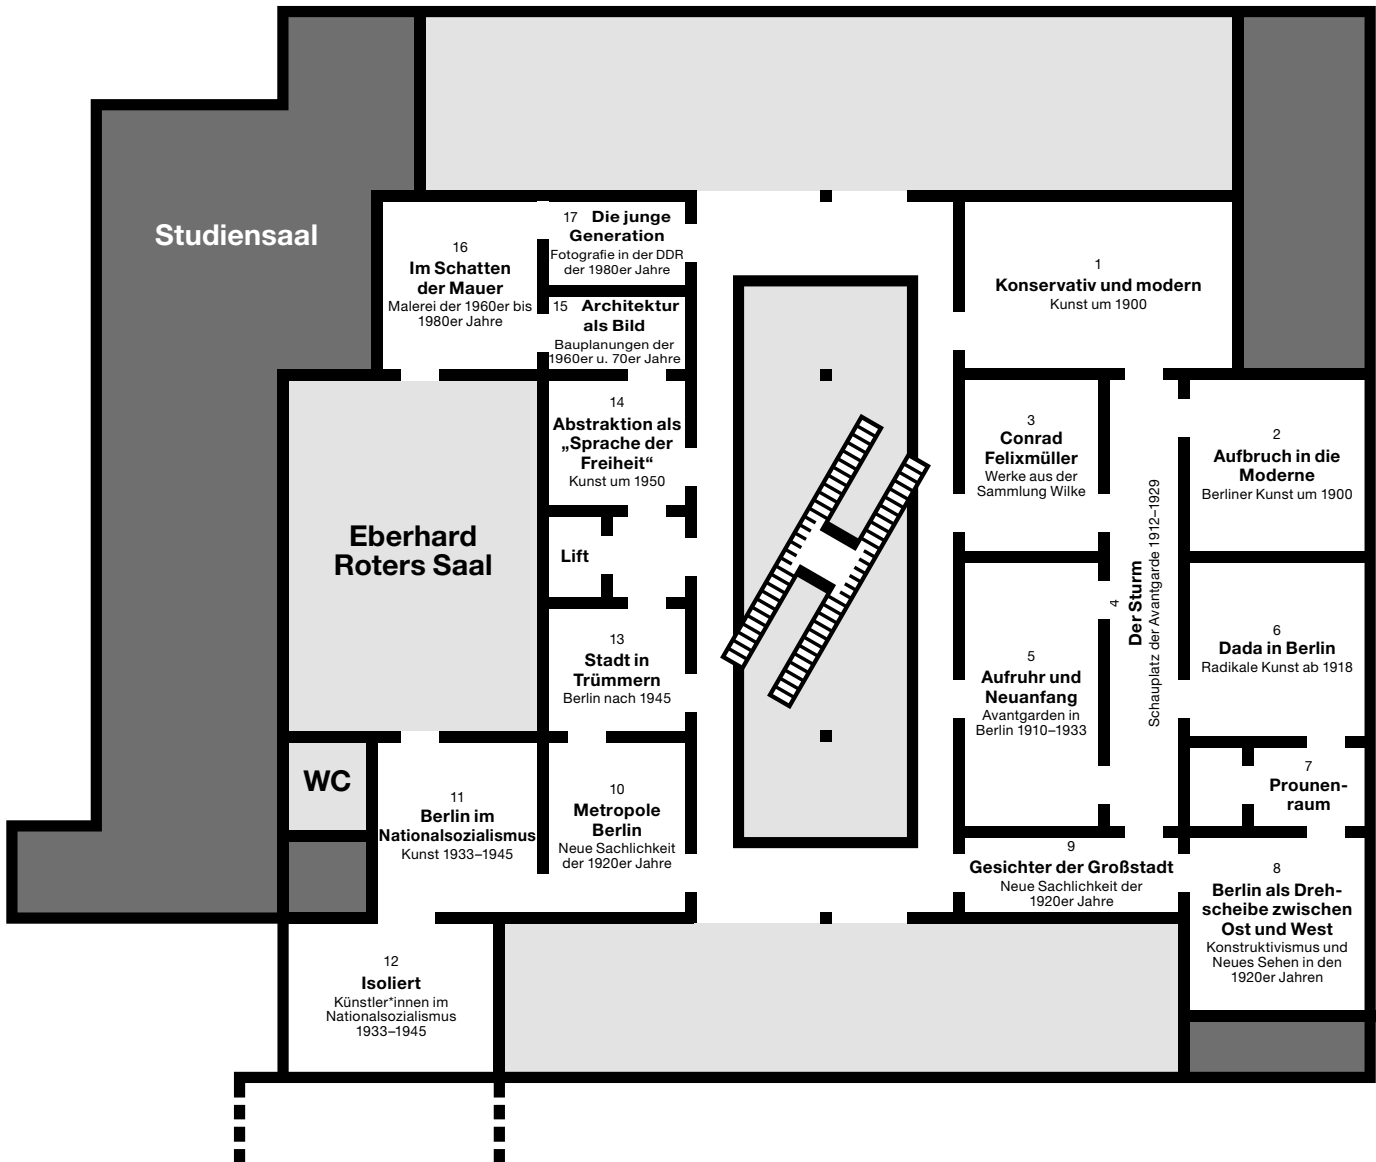 Studiensaal
16
Im Schatten
der Mauer
Malerei der 1960er bis
1980er Jahre
17 Die junge
Generation
Fotografie in der DDR
der 1980er Jahre
15 Architektur
als Bild
Bauplanungen der
1960er u. 70er Jahre
1
Konservativ und modern
Kunst um 1900
14
Abstraktion als
„Sprache der
Freiheit“
Kunst um 1950
3
Conrad
Felixmüller
Werke aus der
Sammlung Wilke
2
Aufbruch in die
Moderne
Berliner Kunst um 1900
Eberhard
Roters Saal
Lift
4
Der Sturm
Schauplatz der Avantgarde 1912–1929
13
Stadt in
Trümmern
Berlin nach 1945
5
Aufruhr und
Neuanfang
Avantgarden in
Berlin 1910–1933
6
Dada in Berlin
Radikale Kunst ab 1918
WC
11
Berlin im
Nationalsozialismus
Kunst 1933–1945
10
Metropole
Berlin
Neue Sachlichkeit
der 1920er Jahre
7
Prounen-
raum
9
Gesichter der Großstadt
Neue Sachlichkeit der
1920er Jahre
8
Berlin als Dreh-
scheibe zwischen
Ost und West
Konstruktivismus und
Neues Sehen in den
1920er Jahren
12
Isoliert
Künstler*innen im
Nationalsozialismus
1933–1945